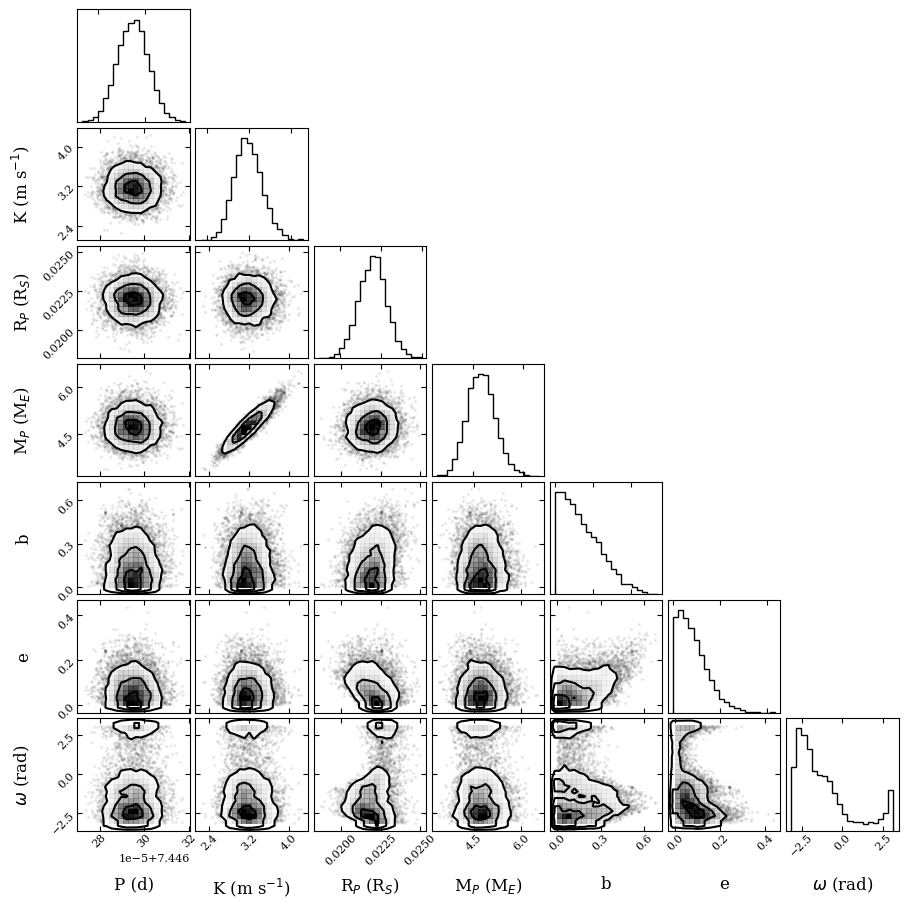 4.0
3.2
2.4
K (m s⁻¹)
0.0250
0.0225
0.0200
R_P (R_S)
6.0
4.5
M_P (M_E)
0.6
0.3
0.0
b
0.4
0.2
0.0
e
2.5
0.0
−2.5
ω (rad)
28 30 32 2.4 3.2 4.0 0.0200 0.0225 0.0250 4.5 6.0 0.0 0.3 0.6 0.0 0.2 0.4 −2.5 0.0 2.5
1e−5+7.446
P (d) K (m s⁻¹) R_P (R_S) M_P (M_E) b e ω (rad)